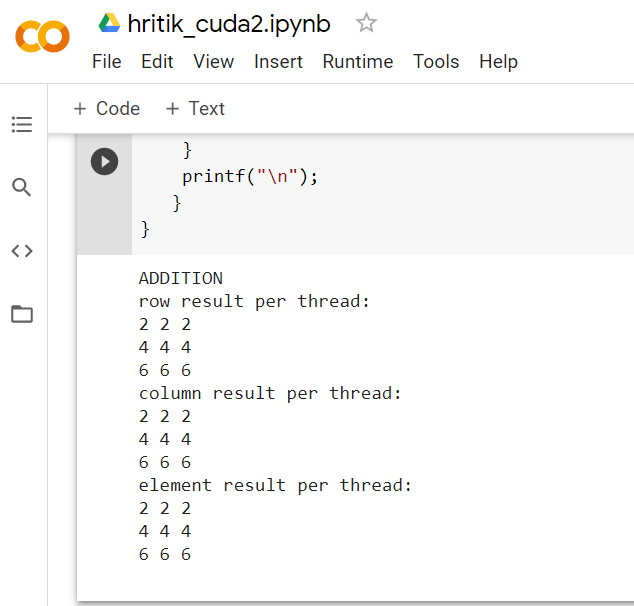 hritik_cuda2.ipynb
File Edit View Insert Runtime Tools Help
+ Code + Text
}
printf("\n");
}
}
ADDITION
row result per thread:
2 2 2
4 4 4
6 6 6
column result per thread:
2 2 2
4 4 4
6 6 6
element result per thread:
2 2 2
4 4 4
6 6 6